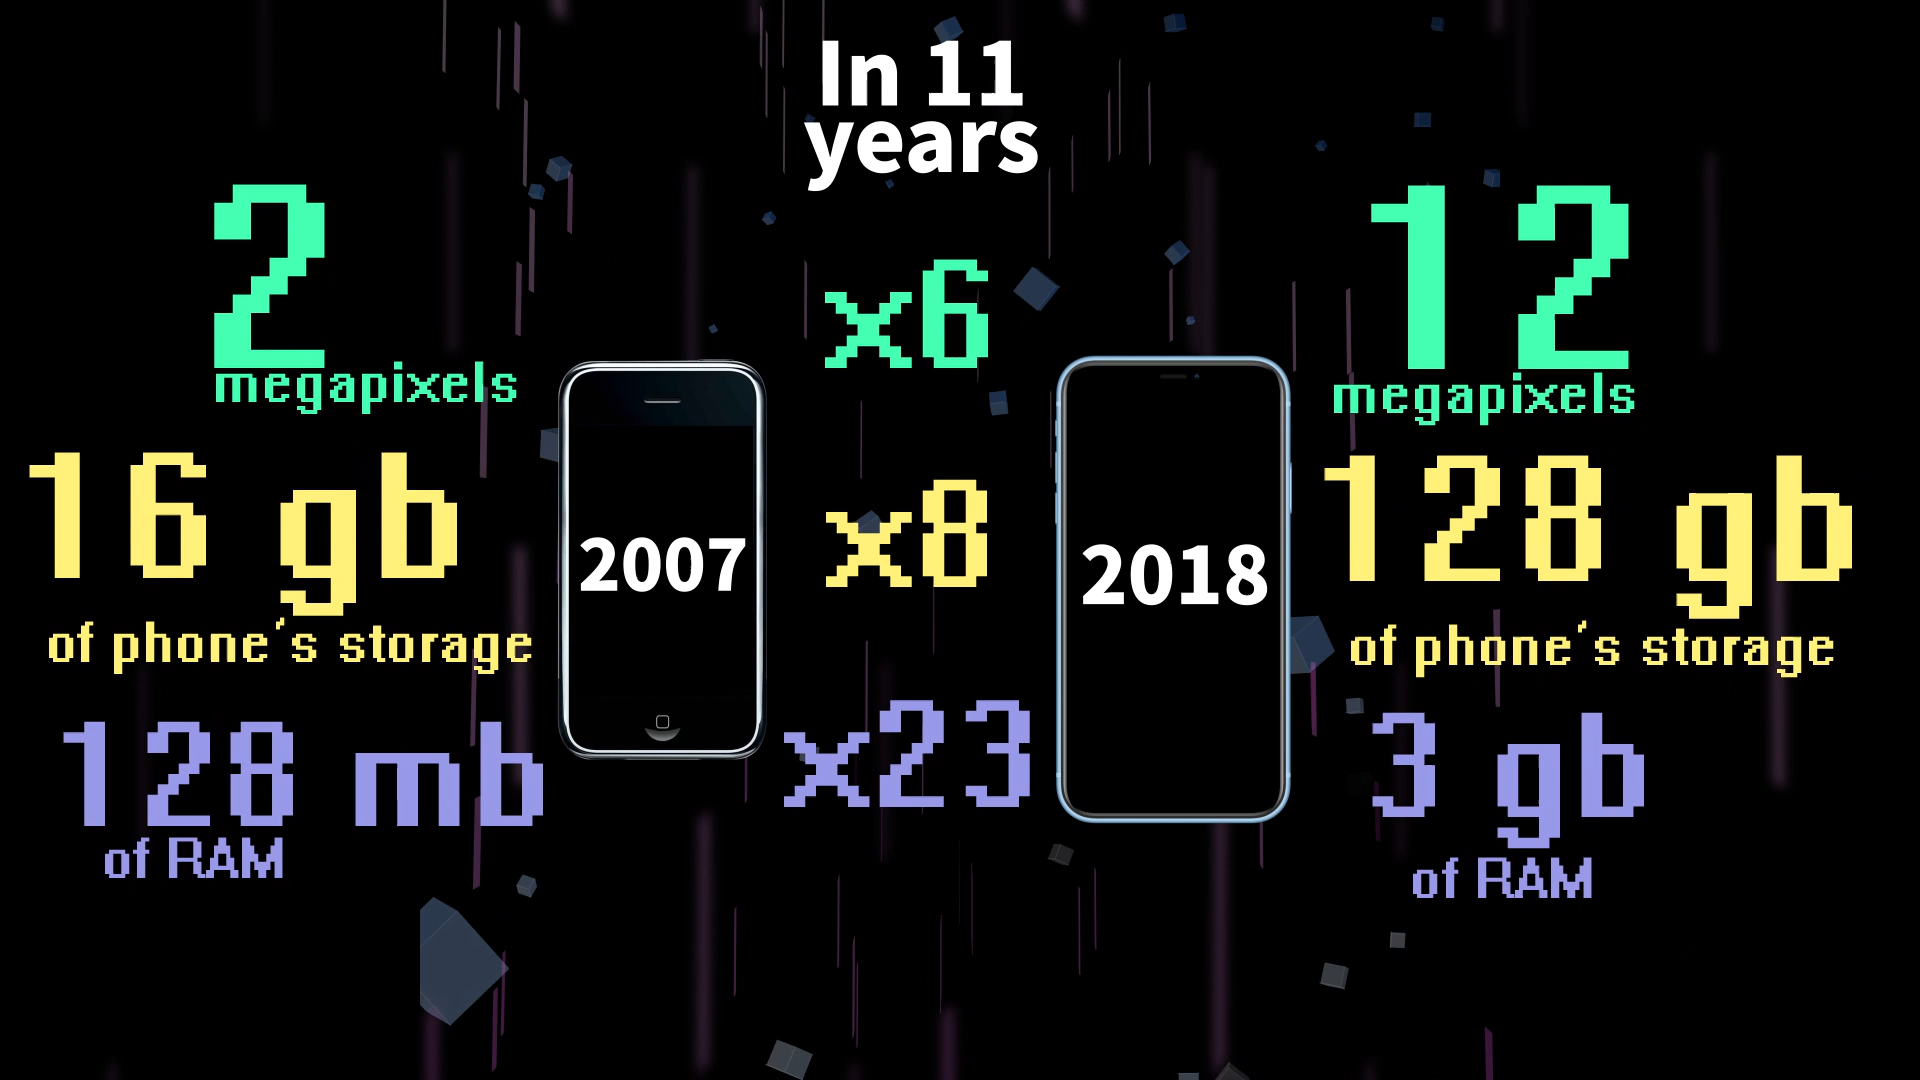 In 11
years
2
megapixels
16 gb
of phone's storage
128 mb
of RAM
2007
x6
x8
x23
2018
12
megapixels
128 gb
of phone's storage
3 gb
of RAM